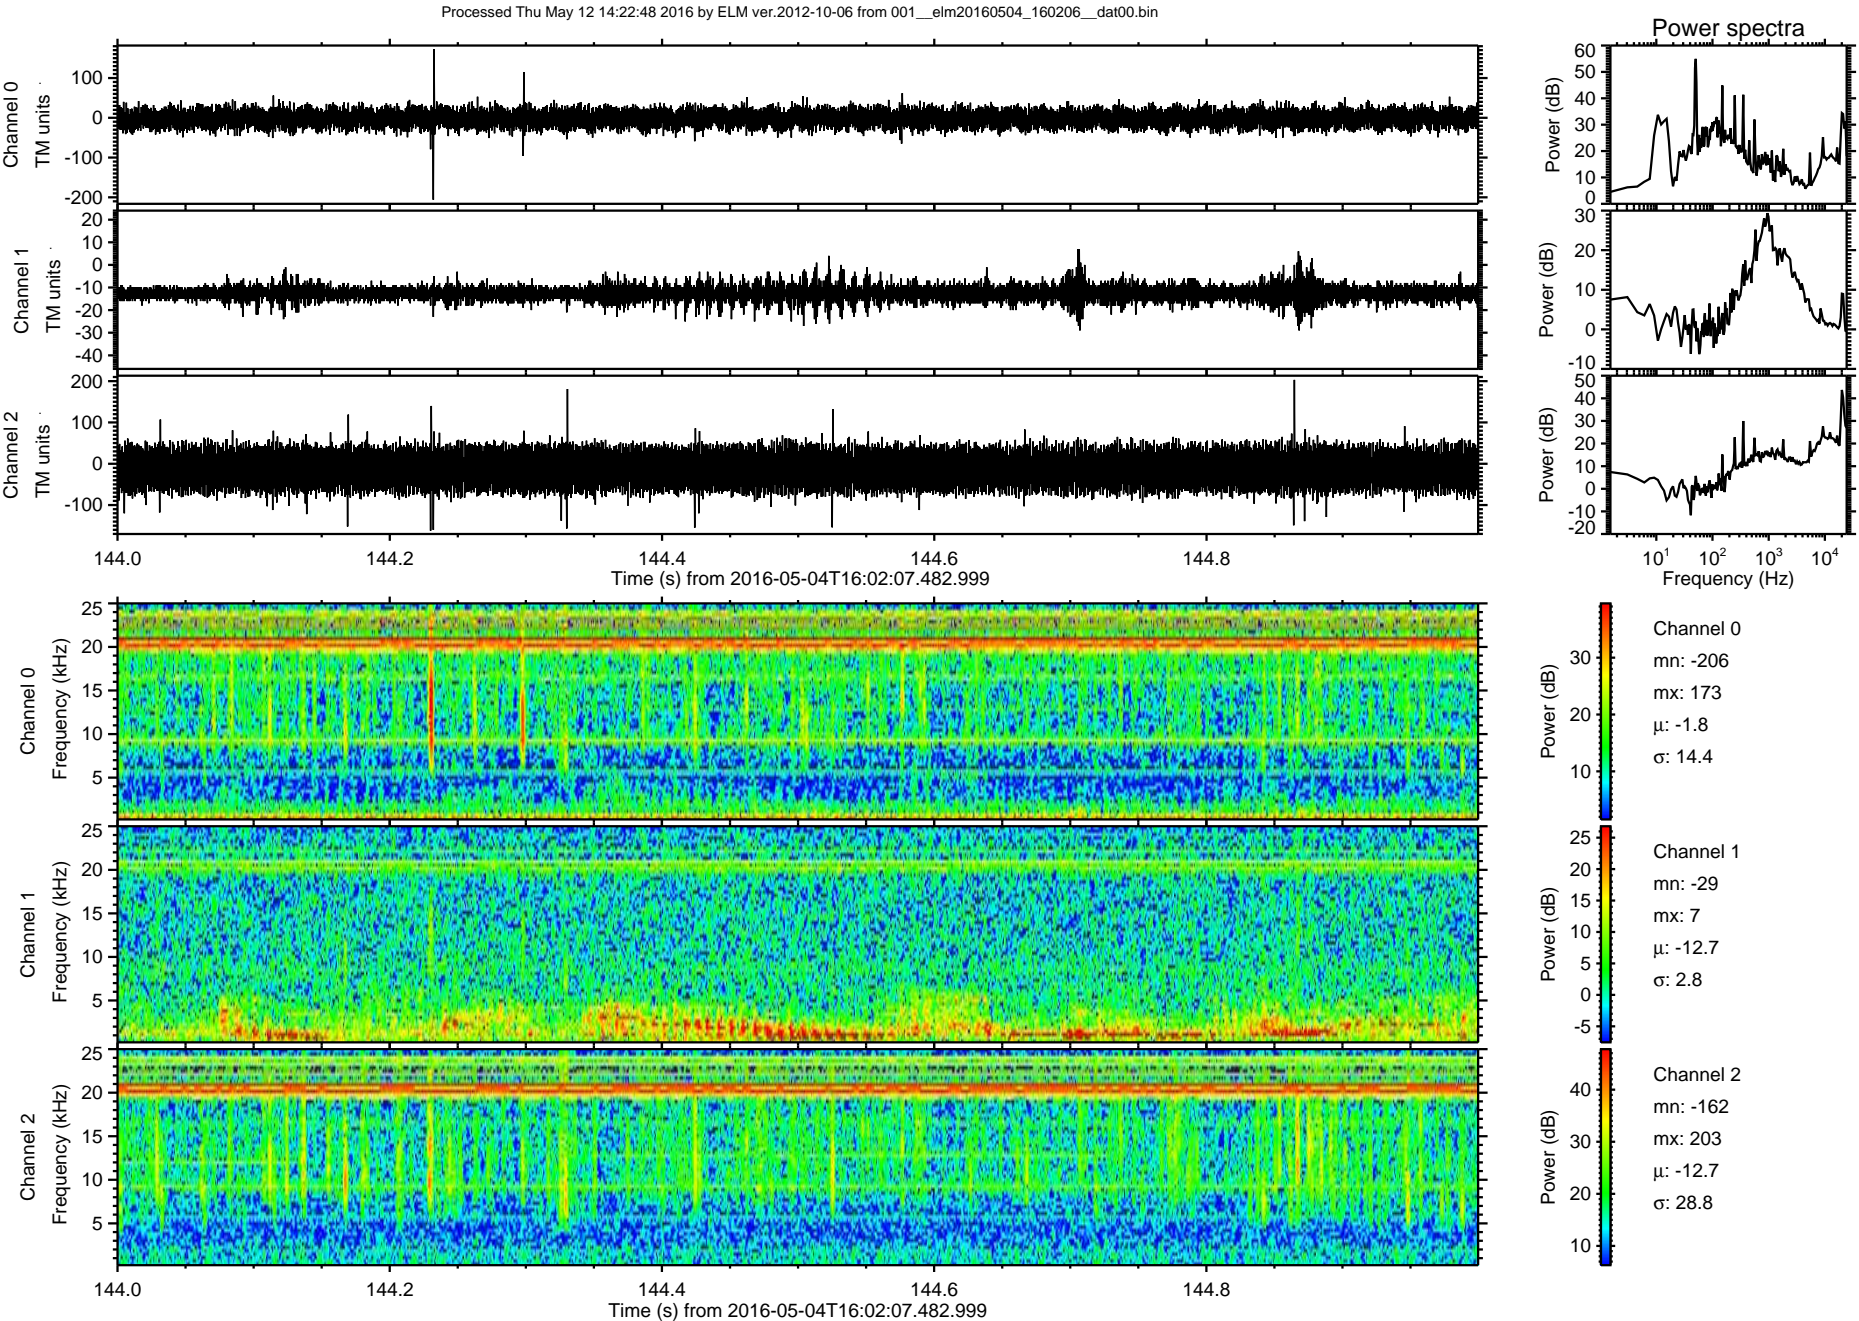 Processed Thu May 12 14:22:48 2016 by ELM ver.2012-10-06 from 001__elm20160504_160206__dat00.bin
Power spectra
Channel 0
TM units
100
0
-100
-200
Power (dB)
60
50
40
30
20
10
0
Channel 1
TM units
20
10
0
-10
-20
-30
-40
Power (dB)
30
20
10
0
-10
Channel 2
TM units
200
100
0
-100
Power (dB)
50
40
30
20
10
0
-10
-20
144.0 144.2 144.4 144.6 144.8
Time (s) from 2016-05-04T16:02:07.482.999
10¹ 10² 10³ 10⁴
Frequency (Hz)
Channel 0
Frequency (kHz)
25
20
15
10
5
Power (dB)
30
20
10
Channel 0
mn: -206
mx: 173
μ: -1.8
σ: 14.4
Channel 1
Frequency (kHz)
25
20
15
10
5
Power (dB)
25
20
15
10
5
0
-5
Channel 1
mn: -29
mx: 7
μ: -12.7
σ: 2.8
Channel 2
Frequency (kHz)
25
20
15
10
5
Power (dB)
40
30
20
10
Channel 2
mn: -162
mx: 203
μ: -12.7
σ: 28.8
144.0 144.2 144.4 144.6 144.8
Time (s) from 2016-05-04T16:02:07.482.999